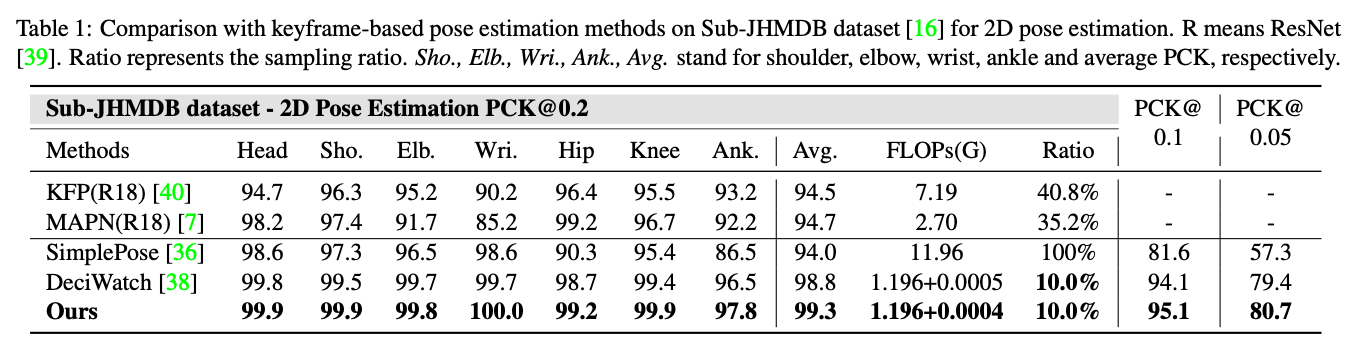 Table 1: Comparison with keyframe-based pose estimation methods on Sub-JHMDB dataset [16] for 2D pose estimation. R means ResNet
[39]. Ratio represents the sampling ratio. Sho., Elb., Wri., Ank., Avg. stand for shoulder, elbow, wrist, ankle and average PCK, respectively.
Sub-JHMDB dataset - 2D Pose Estimation PCK@0.2 PCK@ 0.1 PCK@ 0.05
Methods Head Sho. Elb. Wri. Hip Knee Ank. Avg. FLOPs(G) Ratio
KFP(R18) [40] 94.7 96.3 95.2 90.2 96.4 95.5 93.2 94.5 7.19 40.8% - -
MAPN(R18) [7] 98.2 97.4 91.7 85.2 99.2 96.7 92.2 94.7 2.70 35.2% - -
SimplePose [36] 98.6 97.3 96.5 98.6 90.3 95.4 86.5 94.0 11.96 100% 81.6 57.3
DeciWatch [38] 99.8 99.5 99.7 99.7 98.7 99.4 96.5 98.8 1.196+0.0005 10.0% 94.1 79.4
Ours 99.9 99.9 99.8 100.0 99.2 99.9 97.8 99.3 1.196+0.0004 10.0% 95.1 80.7